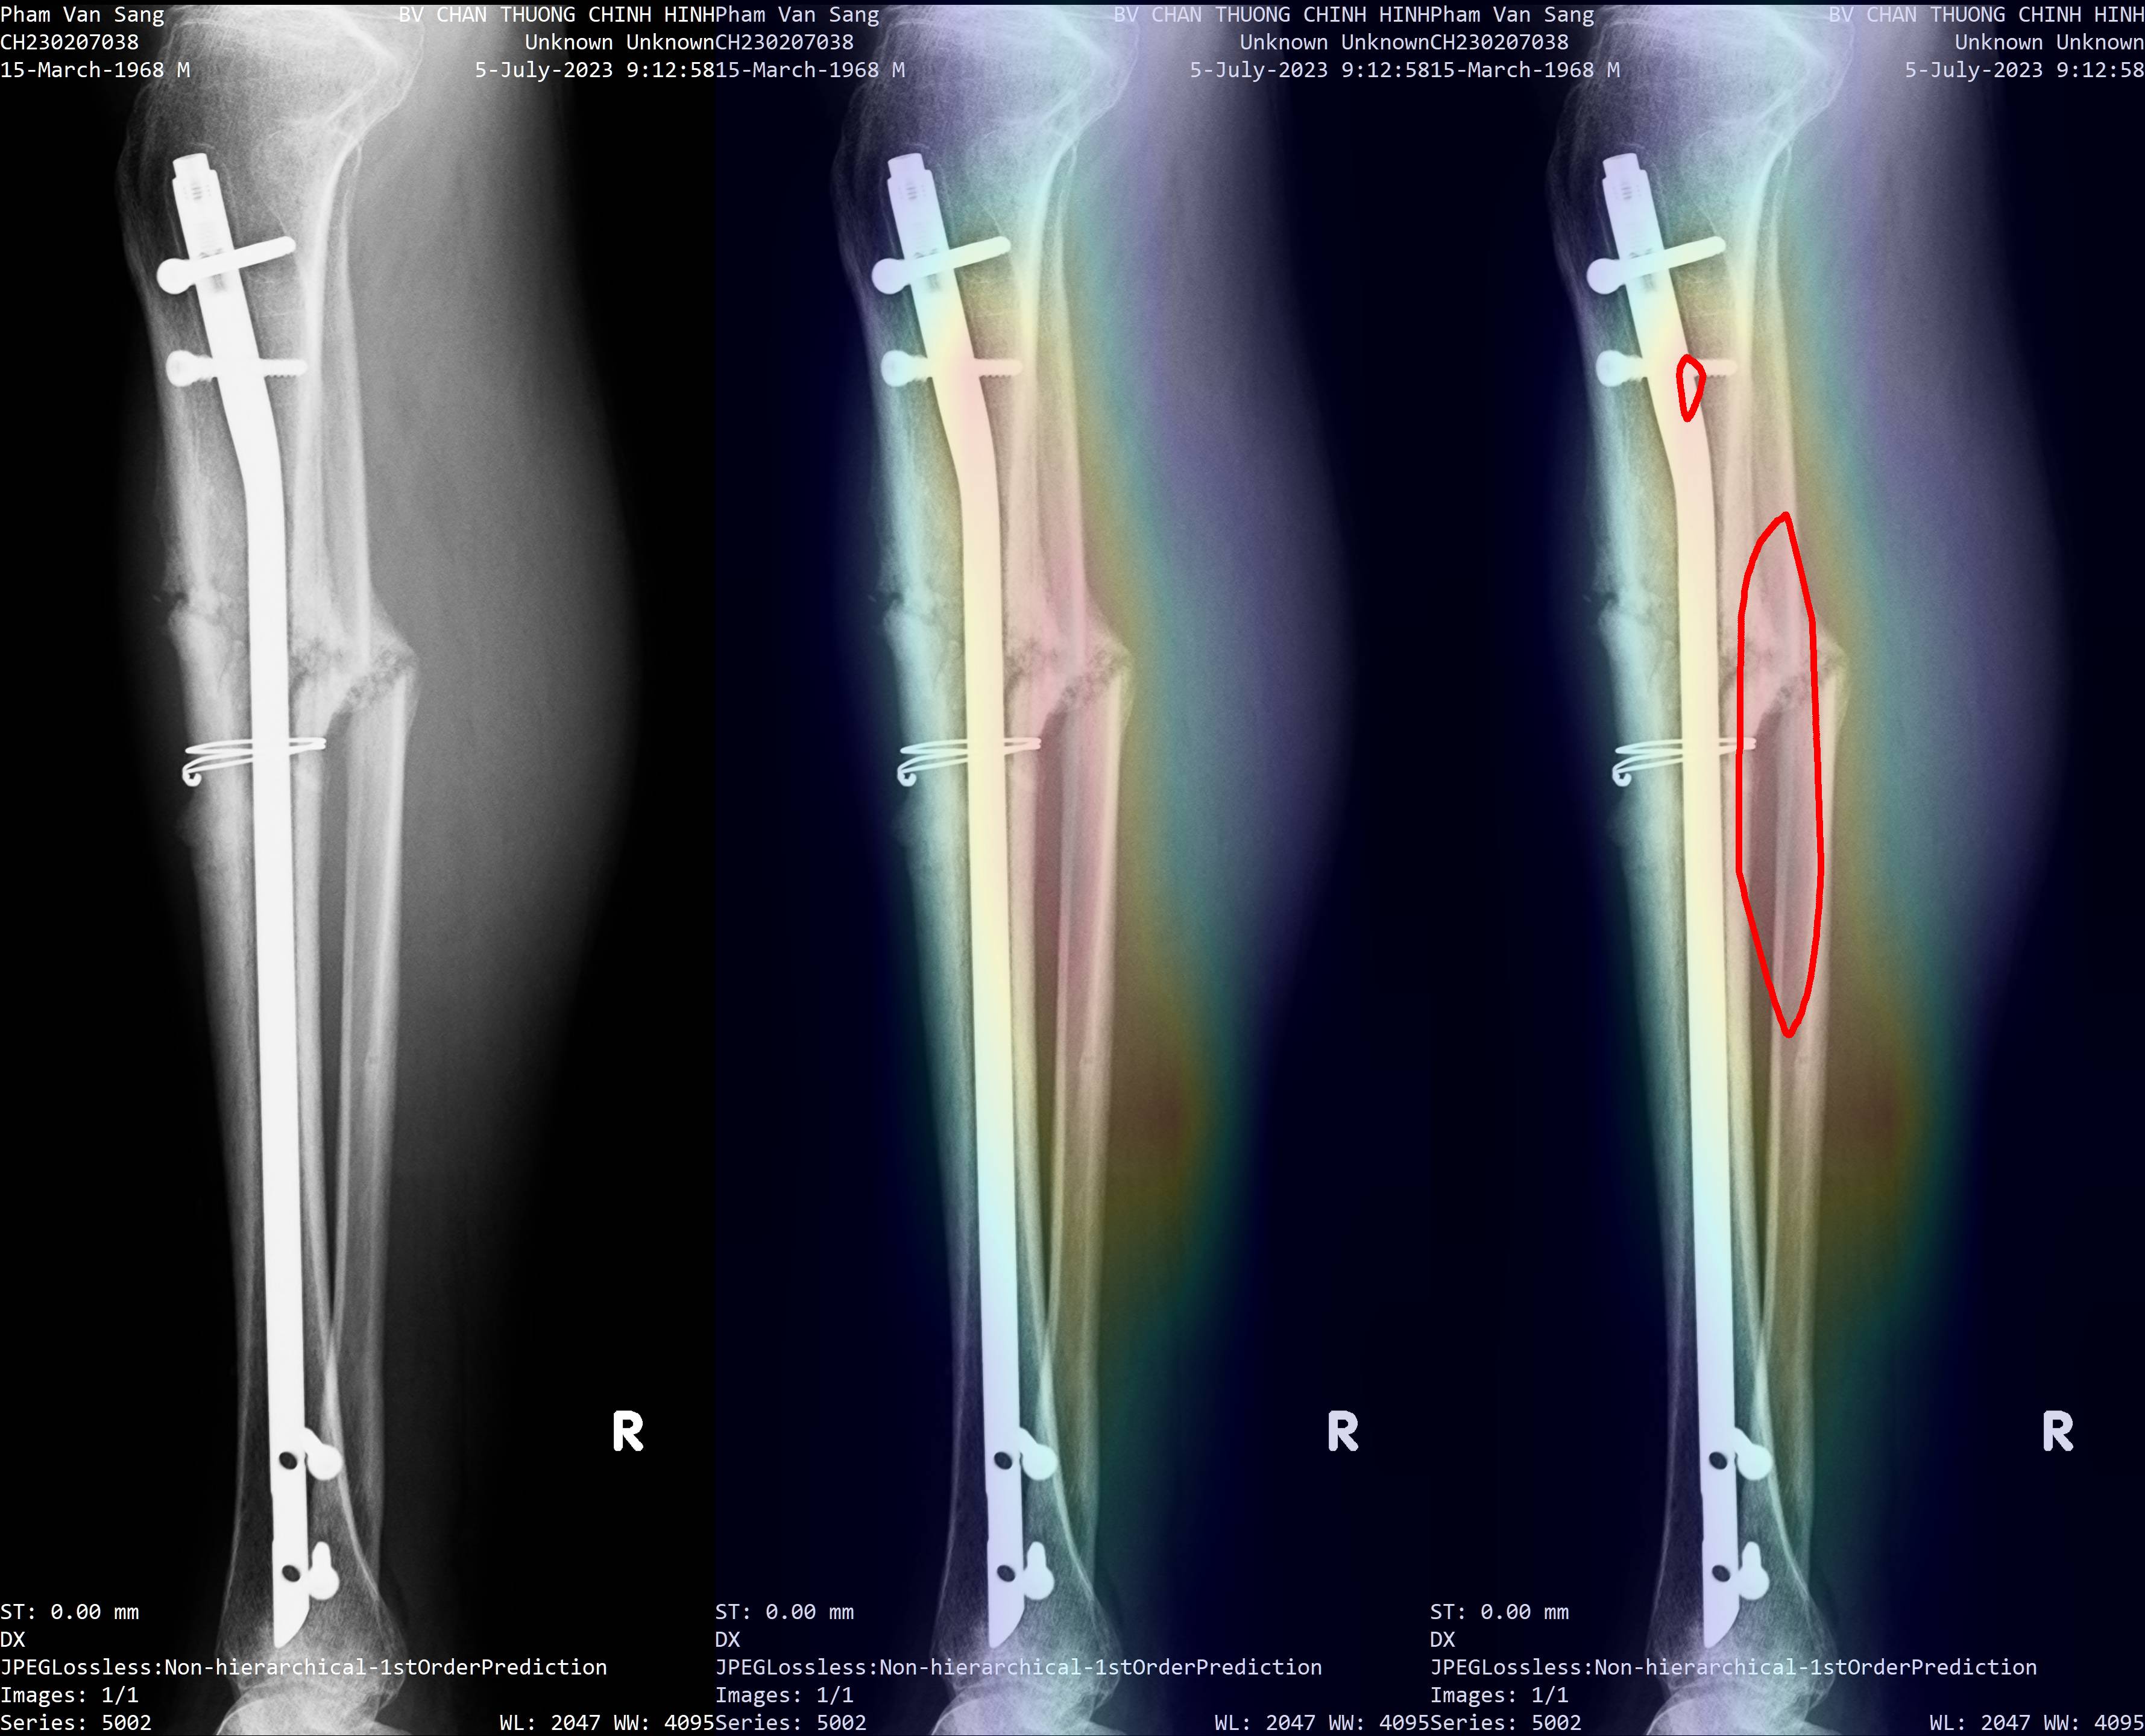 Pham Van Sang
CH230207038
15-March-1968 M
BV CHAN THUONG CHINH HINH
Unknown Unknown
5-July-2023 9:12:58
R
ST: 0.00 mm
DX
JPEGLossless:Non-hierarchical-1stOrderPrediction
Images: 1/1
Series: 5002
WL: 2047 WW: 4095
Pham Van Sang
CH230207038
15-March-1968 M
BV CHAN THUONG CHINH HINH
Unknown Unknown
5-July-2023 9:12:58
R
ST: 0.00 mm
DX
JPEGLossless:Non-hierarchical-1stOrderPrediction
Images: 1/1
Series: 5002
WL: 2047 WW: 4095
Pham Van Sang
CH230207038
15-March-1968 M
BV CHAN THUONG CHINH HINH
Unknown Unknown
5-July-2023 9:12:58
R
ST: 0.00 mm
DX
JPEGLossless:Non-hierarchical-1stOrderPrediction
Images: 1/1
Series: 5002
WL: 2047 WW: 4095